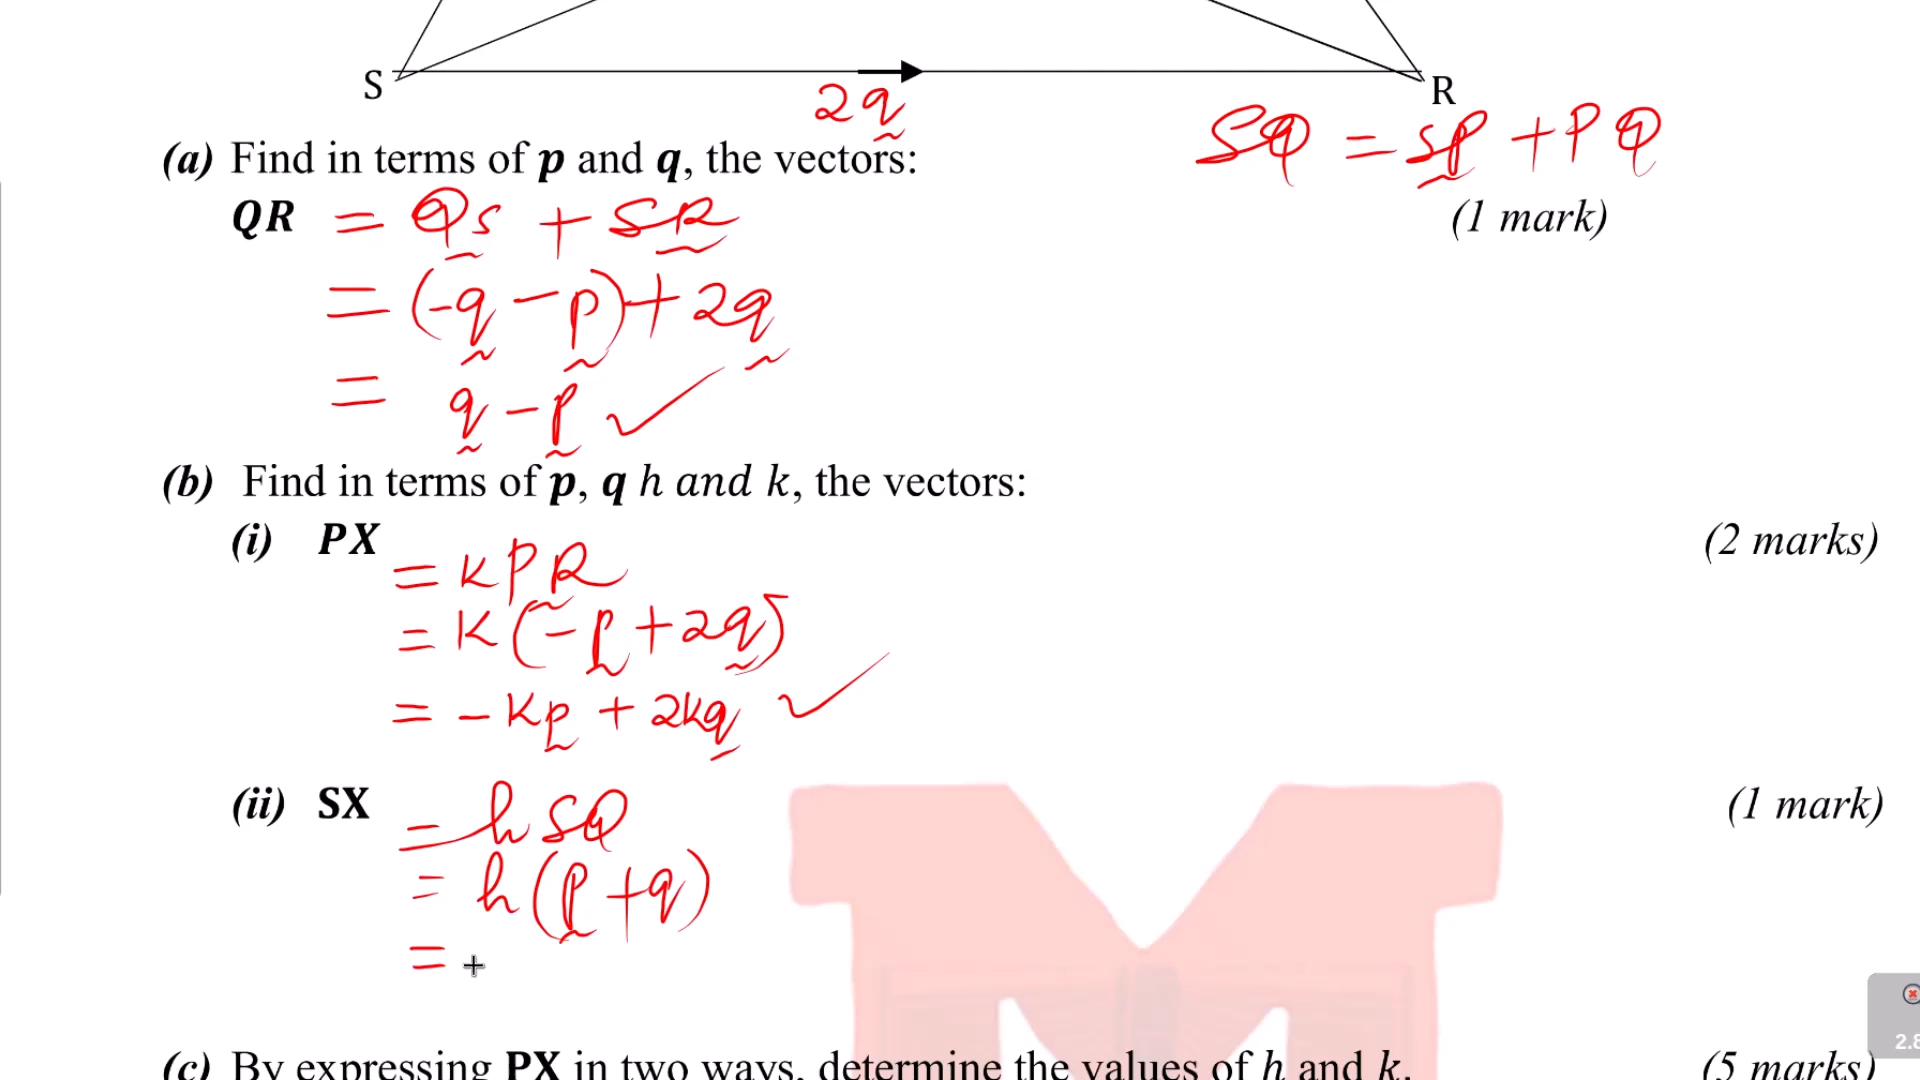 S
R
2q
SQ = SP + PQ
(a) Find in terms of p and q, the vectors:
QR = QS + SR (1 mark)
= (-q - p) + 2q
= q - p ✓
(b) Find in terms of p, q h and k, the vectors:
(i) PX (2 marks)
= KPR
= K(-p + 2q)
= -Kp + 2kq ✓
(ii) SX = h SQ (1 mark)
= h(p + q)
=
(c) By expressing PX in two ways, determine the values of h and k. (5 marks)